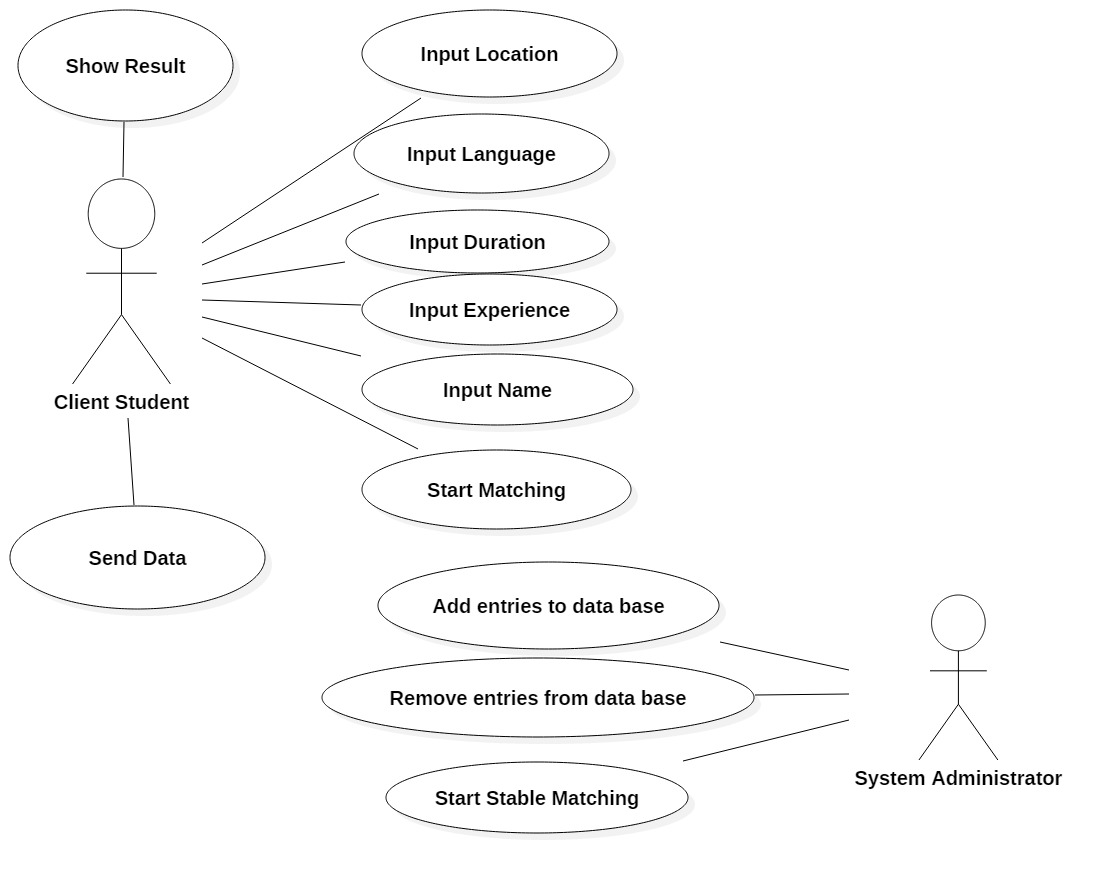 Show Result
Input Location
Input Language
Input Duration
Input Experience
Input Name
Client Student
Start Matching
Send Data
Add entries to data base
Remove entries from data base
System Administrator
Start Stable Matching